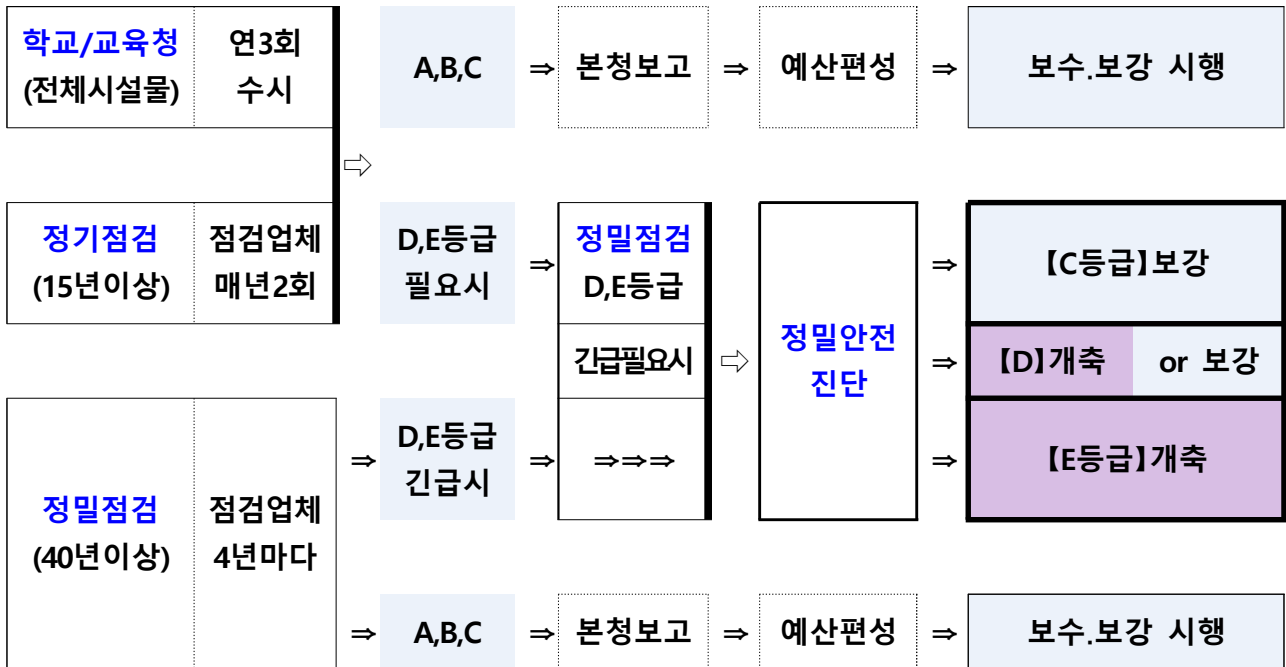 학교/교육청 연3회 A,B,C ⇒ 본청보고 ⇒ 예산편성 ⇒ 보수.보강 시행
(전체시설물) 수시
⇨
정기점검 점검업체 D,E등급 ⇒ 정밀점검 ⇒ 【C등급】보강
(15년이상) 매년2회 필요시 D,E등급
긴급필요시 ⇨ 정밀안전 ⇒ 【D】개축 or 보강
진단
⇒ D,E등급 ⇒ ⇒⇒⇒ ⇒ 【E등급】개축
긴급시
정밀점검 점검업체
(40년이상) 4년마다
⇒ A,B,C ⇒ 본청보고 ⇒ 예산편성 ⇒ 보수.보강 시행